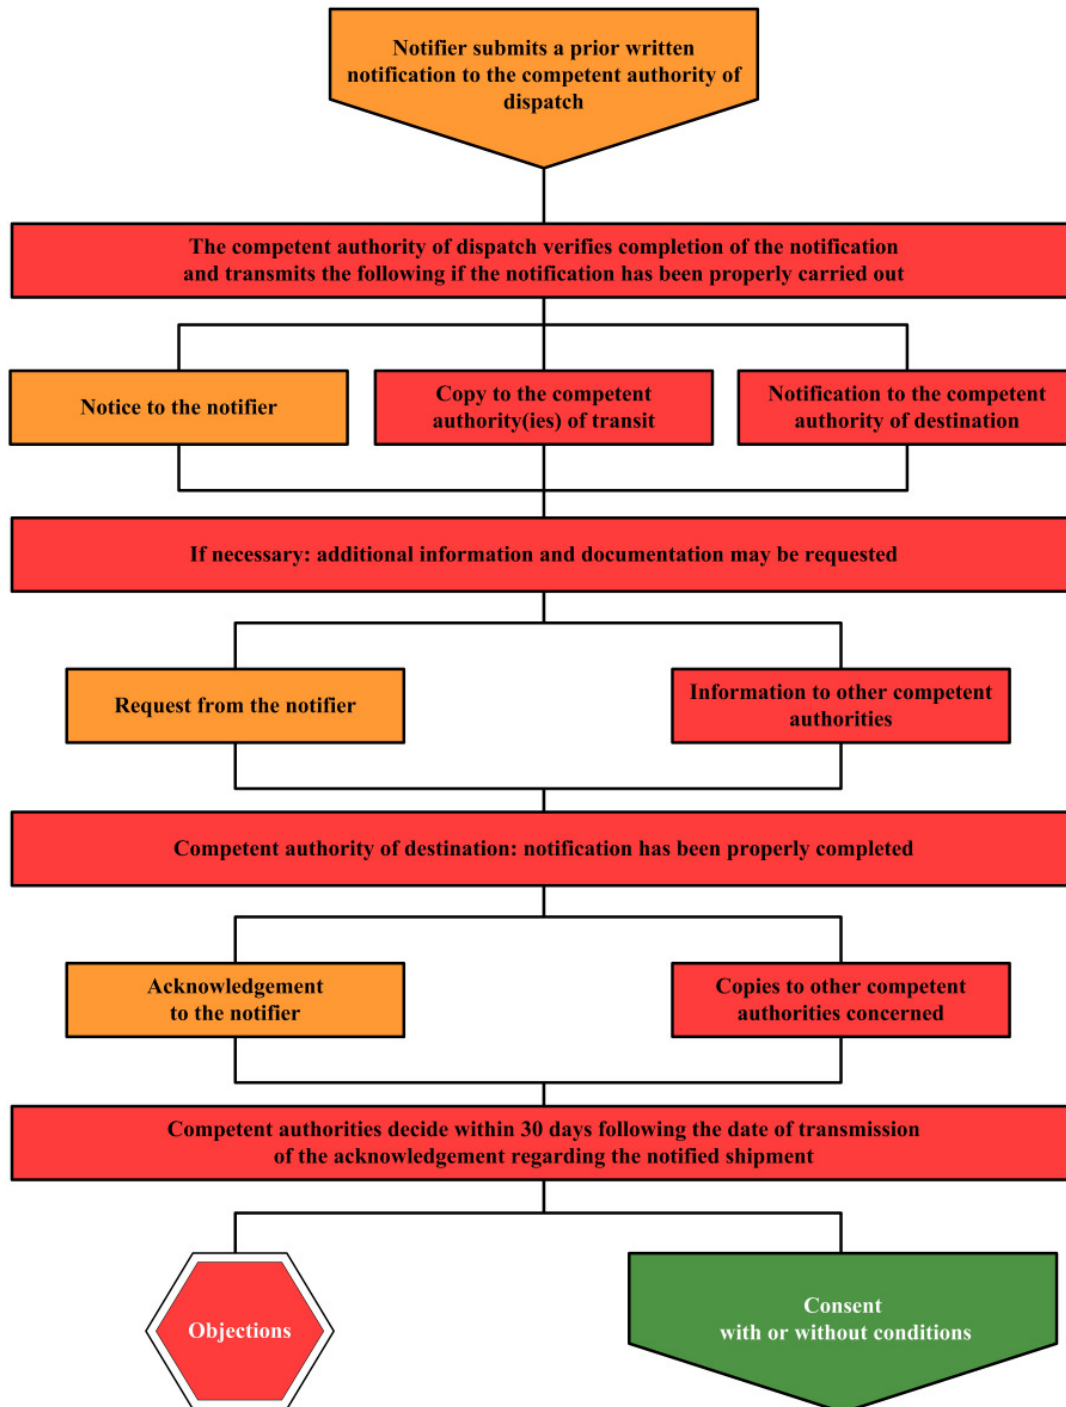 Notifier submits a prior written
notification to the competent authority of
dispatch
The competent authority of dispatch verifies completion of the notification
and transmits the following if the notification has been properly carried out
Notice to the notifier
Copy to the competent
authority(ies) of transit
Notification to the competent
authority of destination
If necessary: additional information and documentation may be requested
Request from the notifier
Information to other competent
authorities
Competent authority of destination: notification has been properly completed
Acknowledgement
to the notifier
Copies to other competent
authorities concerned
Competent authorities decide within 30 days following the date of transmission
of the acknowledgement regarding the notified shipment
Objections
Consent
with or without conditions